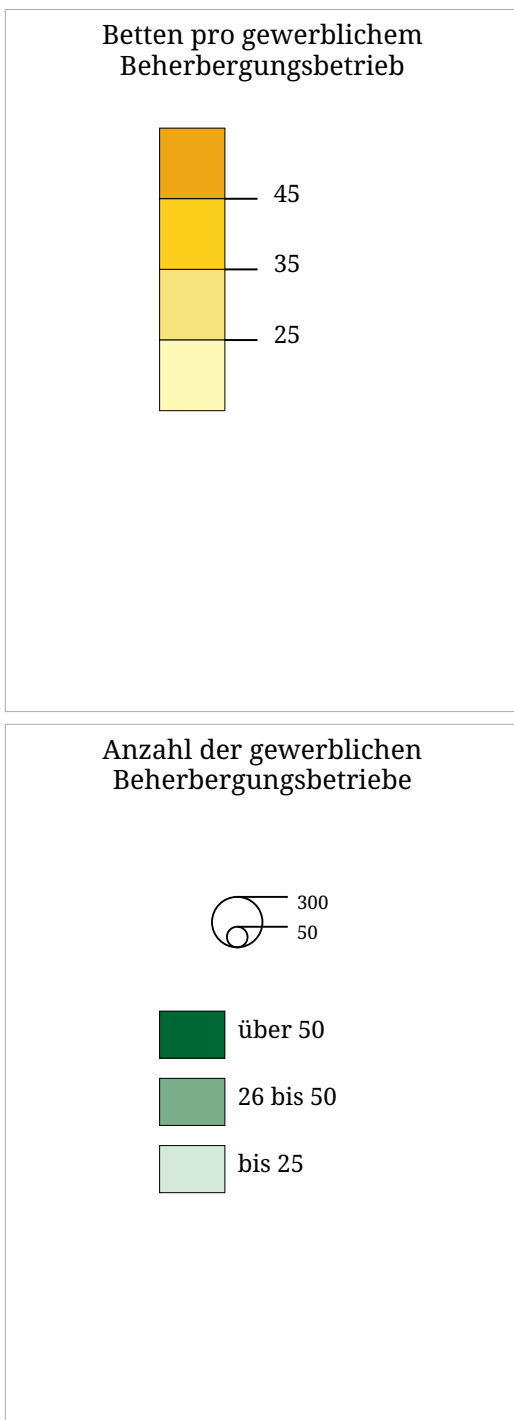 Betten pro gewerblichem
Beherbergungsbetrieb
45
35
25
Anzahl der gewerblichen
Beherbergungsbetriebe
300
50
über 50
26 bis 50
bis 25